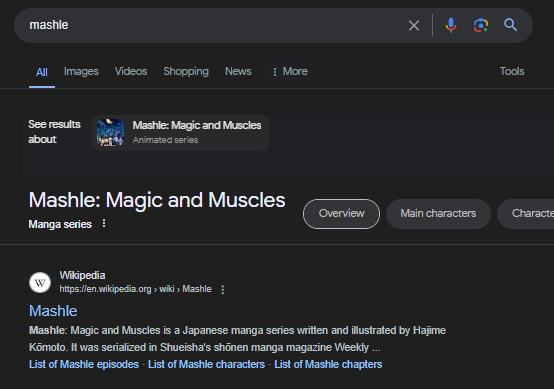 mashle
All Images Videos Shopping News More Tools
See results
about
Mashle: Magic and Muscles
Animated series
Mashle: Magic and Muscles
Manga series
Overview Main characters Characte
W Wikipedia
https://en.wikipedia.org › wiki › Mashle
Mashle
Mashle: Magic and Muscles is a Japanese manga series written and illustrated by Hajime
Kōmoto. It was serialized in Shueisha's shōnen manga magazine Weekly ...
List of Mashle episodes · List of Mashle characters · List of Mashle chapters